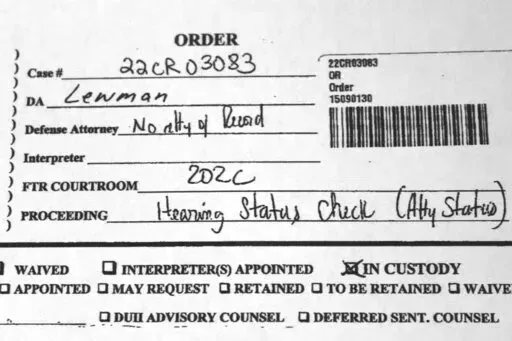 ORDER
Case # 22CR03083
22CR03083
OR
Order
15090130
DA Lewman
Defense Attorney No atty of Record
Interpreter
FTR COURTROOM 202C
PROCEEDING Hearing Status Check (Atty Status)
WAIVED ☐ INTERPRETER(S) APPOINTED ☒ IN CUSTODY
☐ APPOINTED ☐ MAY REQUEST ☐ RETAINED ☐ TO BE RETAINED ☐ WAIVE
☐ DUII ADVISORY COUNSEL ☐ DEFERRED SENT. COUNSEL